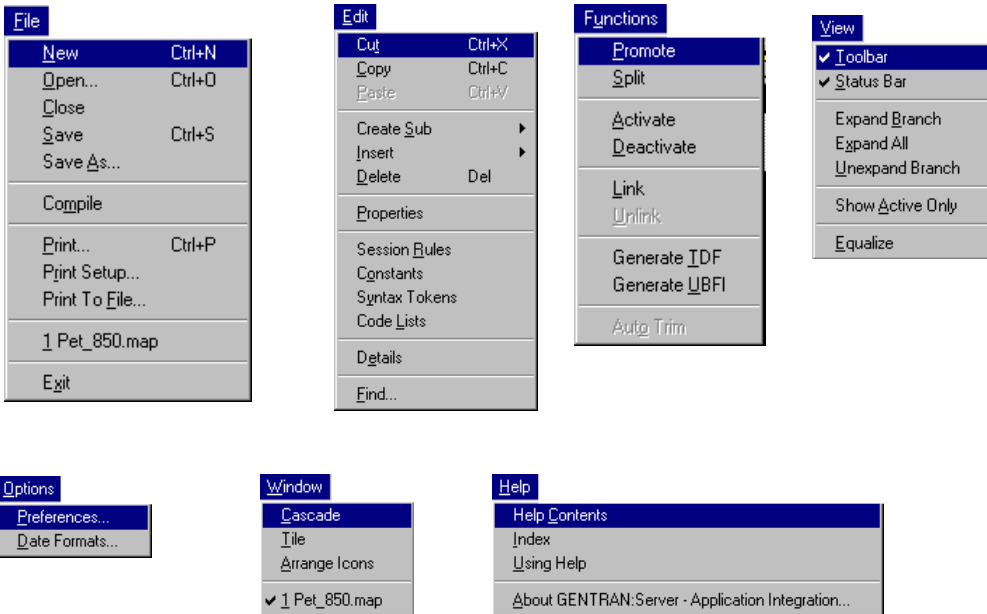 File
New Ctrl+N
Open... Ctrl+O
Close
Save Ctrl+S
Save As...
Compile
Print... Ctrl+P
Print Setup...
Print To File...
1 Pet_850.map
Exit
Edit
Cut Ctrl+X
Copy Ctrl+C
Paste Ctrl+V
Create Sub
Insert
Delete Del
Properties
Session Rules
Constants
Syntax Tokens
Code Lists
Details
Find...
Functions
Promote
Split
Activate
Deactivate
Link
Unlink
Generate TDF
Generate UBFI
Auto Trim
View
Toolbar
Status Bar
Expand Branch
Expand All
Unexpand Branch
Show Active Only
Equalize
Options
Preferences...
Date Formats...
Window
Cascade
Tile
Arrange Icons
1 Pet_850.map
Help
Help Contents
Index
Using Help
About GENTRAN:Server - Application Integration...